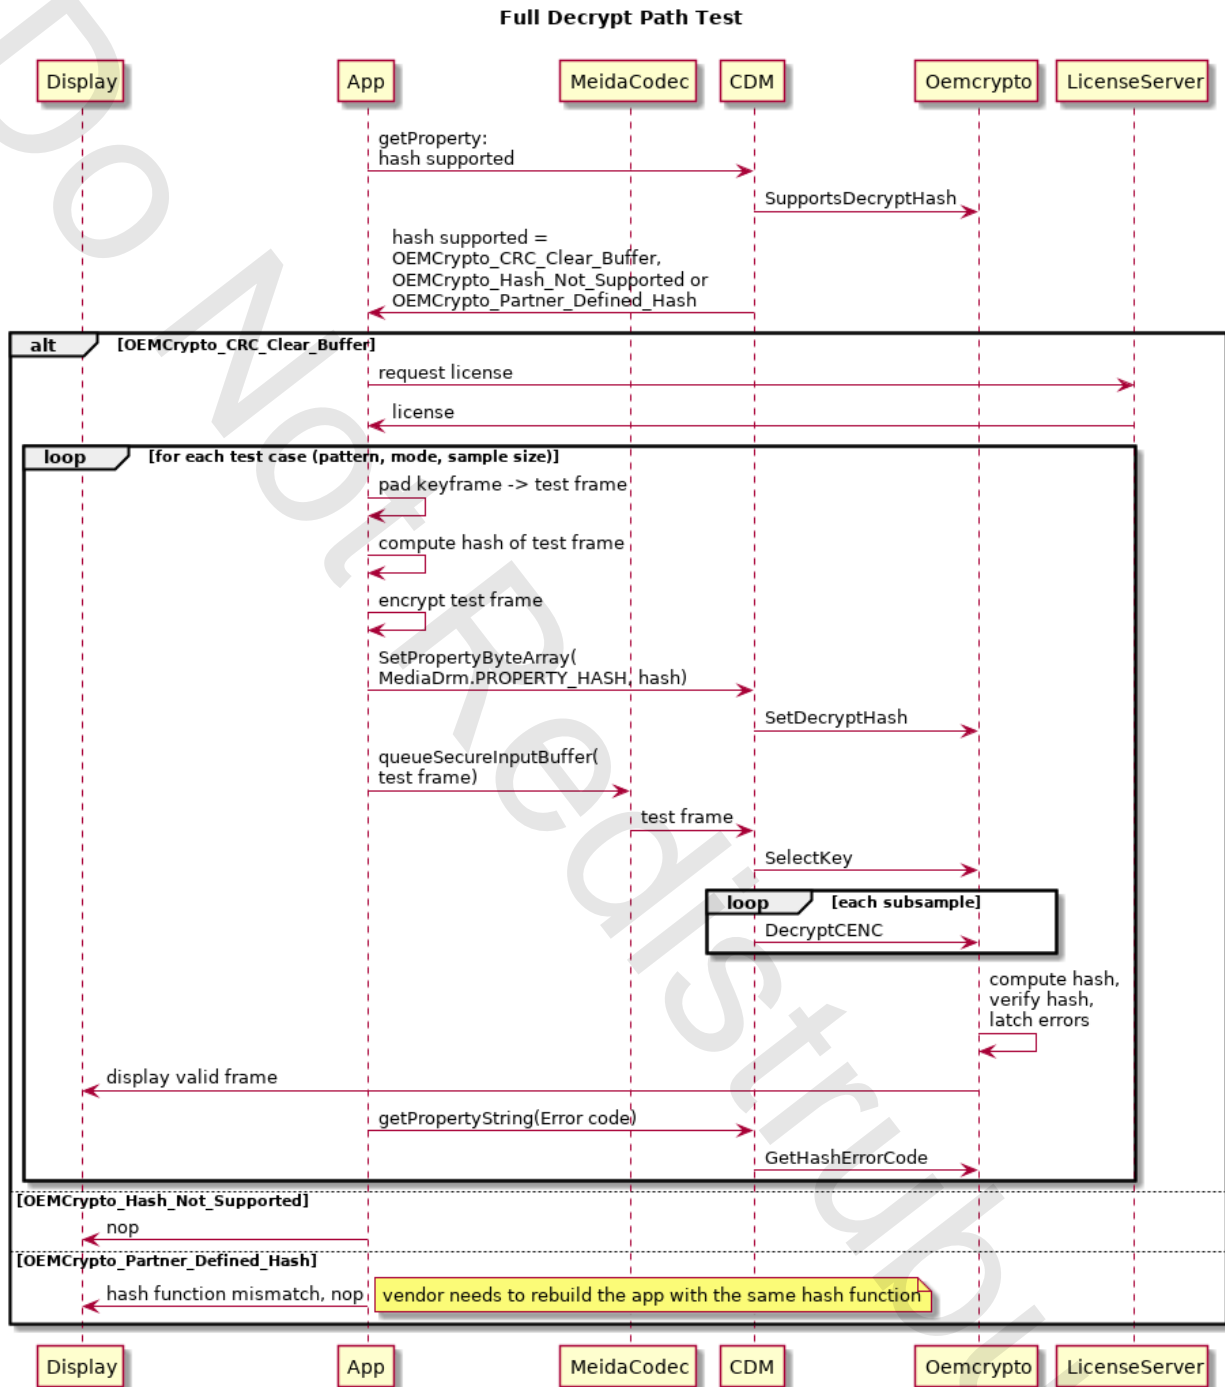 Full Decrypt Path Test
Display App MeidaCodec CDM Oemcrypto LicenseServer
getProperty:
hash supported
SupportsDecryptHash
hash supported =
OEMCrypto_CRC_Clear_Buffer,
OEMCrypto_Hash_Not_Supported or
OEMCrypto_Partner_Defined_Hash
alt [OEMCrypto_CRC_Clear_Buffer]
request license
license
loop [for each test case (pattern, mode, sample size)]
pad keyframe -> test frame
compute hash of test frame
encrypt test frame
SetPropertyByteArray(
MediaDrm.PROPERTY_HASH, hash)
SetDecryptHash
queueSecureInputBuffer(
test frame)
test frame
SelectKey
loop [each subsample]
DecryptCENC
compute hash,
verify hash,
latch errors
display valid frame
getPropertyString(Error code)
GetHashErrorCode
[OEMCrypto_Hash_Not_Supported]
nop
[OEMCrypto_Partner_Defined_Hash]
hash function mismatch, nop vendor needs to rebuild the app with the same hash function
Display App MeidaCodec CDM Oemcrypto LicenseServer
Do Not Redistribu